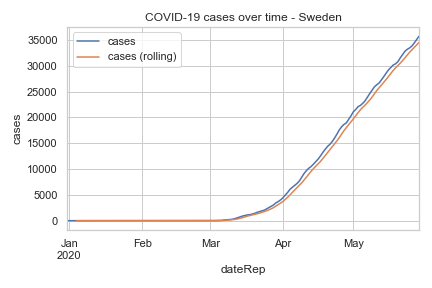 COVID-19 cases over time - Sweden
cases
cases (rolling)
35000
30000
25000
20000
15000
10000
5000
0
cases
Jan Feb Mar Apr May
2020
dateRep